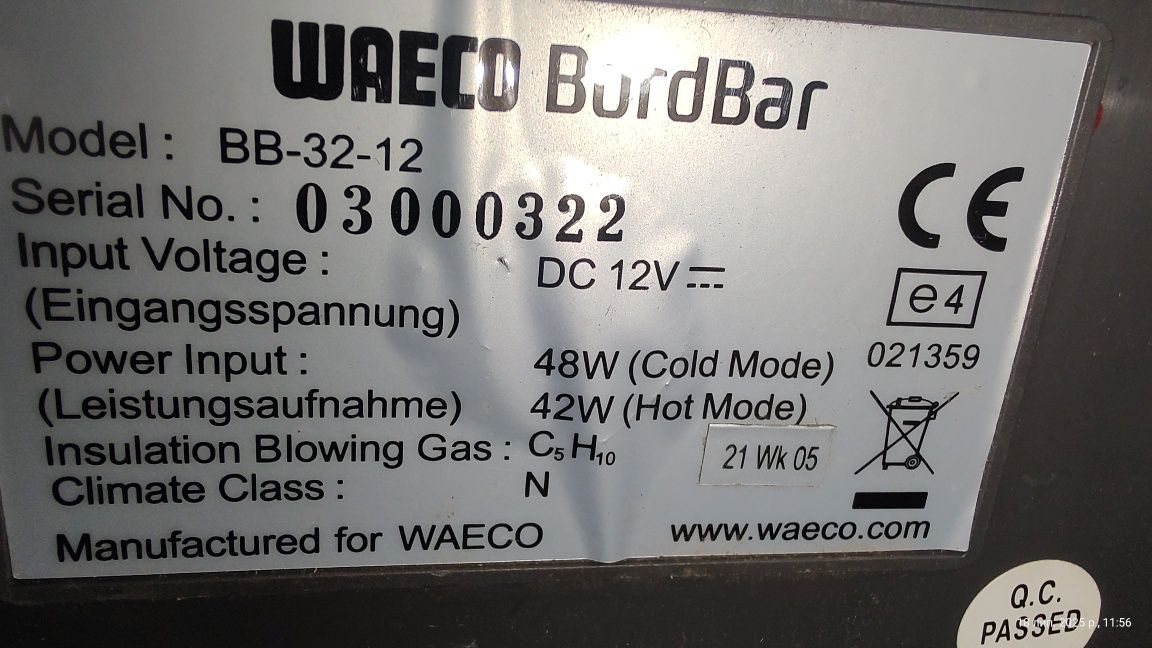 WAECO BordBar
Model : BB-32-12
Serial No. : 03000322
Input Voltage : DC 12V
(Eingangsspannung)
Power Input : 48W (Cold Mode)
(Leistungsaufnahme) 42W (Hot Mode)
Insulation Blowing Gas : C₅H₁₀
Climate Class : N
Manufactured for WAECO
www.waeco.com
CE
e4
021359
21 Wk 05
Q.C.
PASSED
2025 р., 11:56